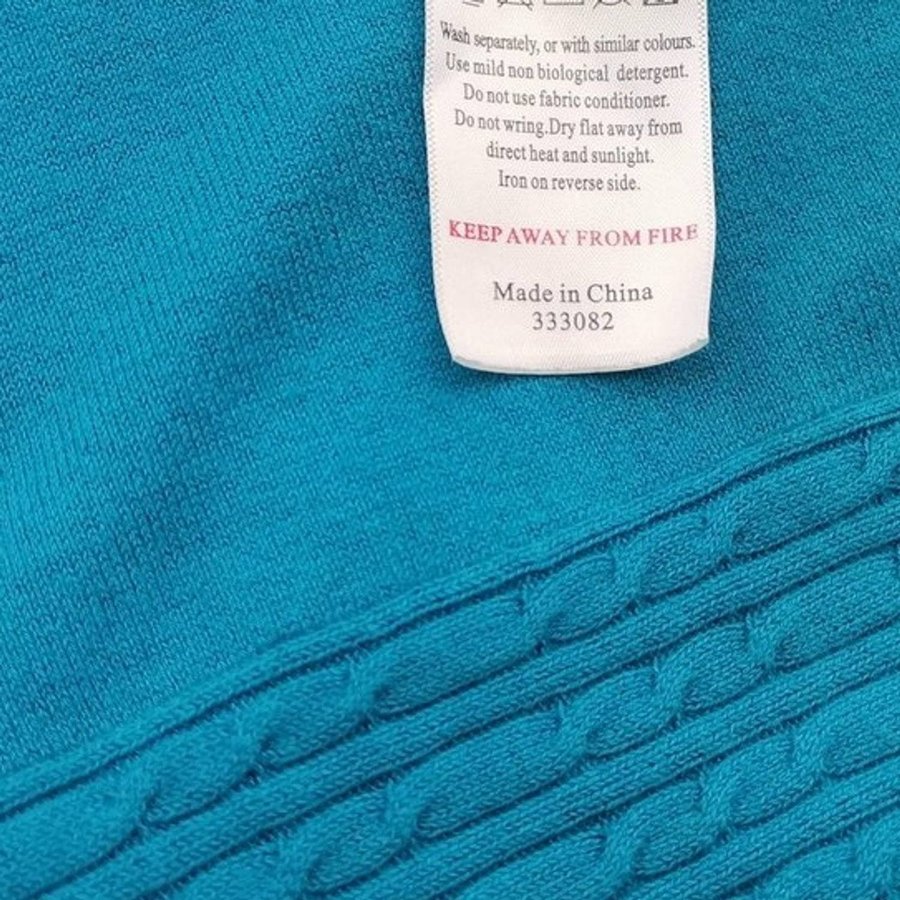 Wash separately, or with similar colours.
Use mild non biological detergent.
Do not use fabric conditioner.
Do not wring.Dry flat away from
direct heat and sunlight.
Iron on reverse side.
KEEP AWAY FROM FIRE
Made in China
333082